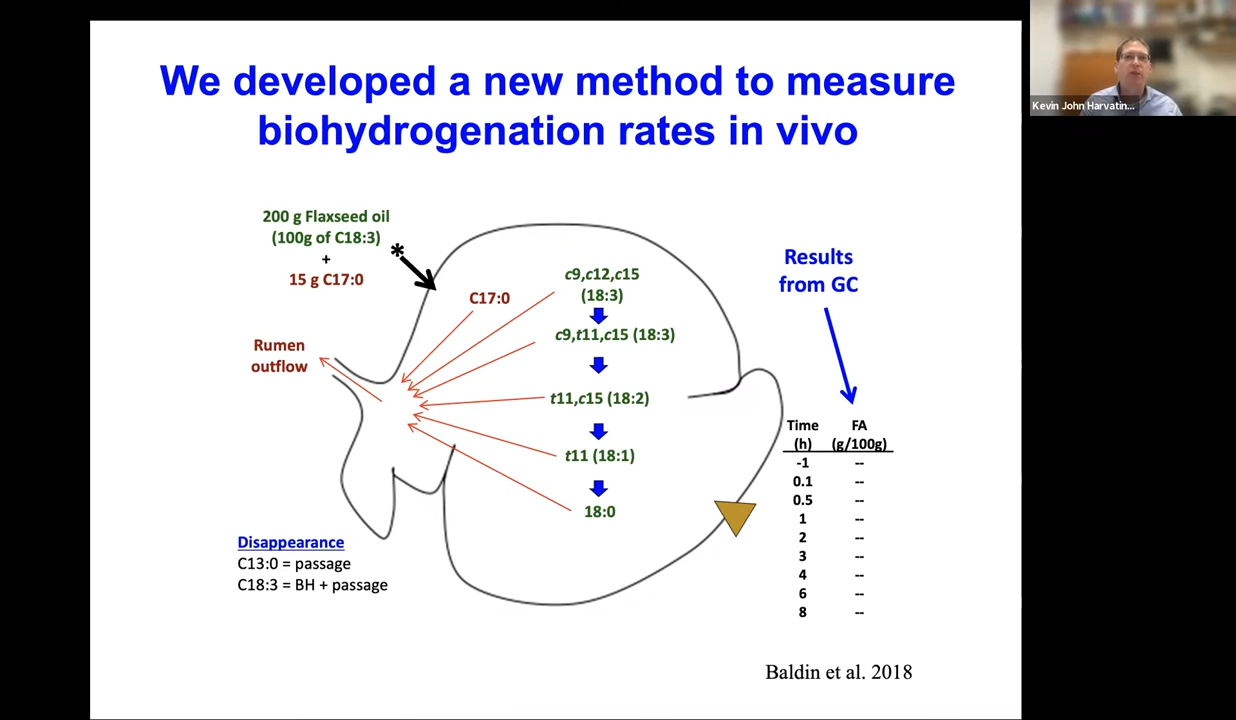 We developed a new method to measure
biohydrogenation rates in vivo
Kevin John Harvatin...
200 g Flaxseed oil
(100g of C18:3)
+
15 g C17:0
*
C17:0
c9,c12,c15
(18:3)
c9,t11,c15 (18:3)
t11,c15 (18:2)
t11 (18:1)
18:0
Rumen
outflow
Results
from GC
Time FA
(h) (g/100g)
-1 --
0.1 --
0.5 --
1 --
2 --
3 --
4 --
6 --
8 --
Disappearance
C13:0 = passage
C18:3 = BH + passage
Baldin et al. 2018